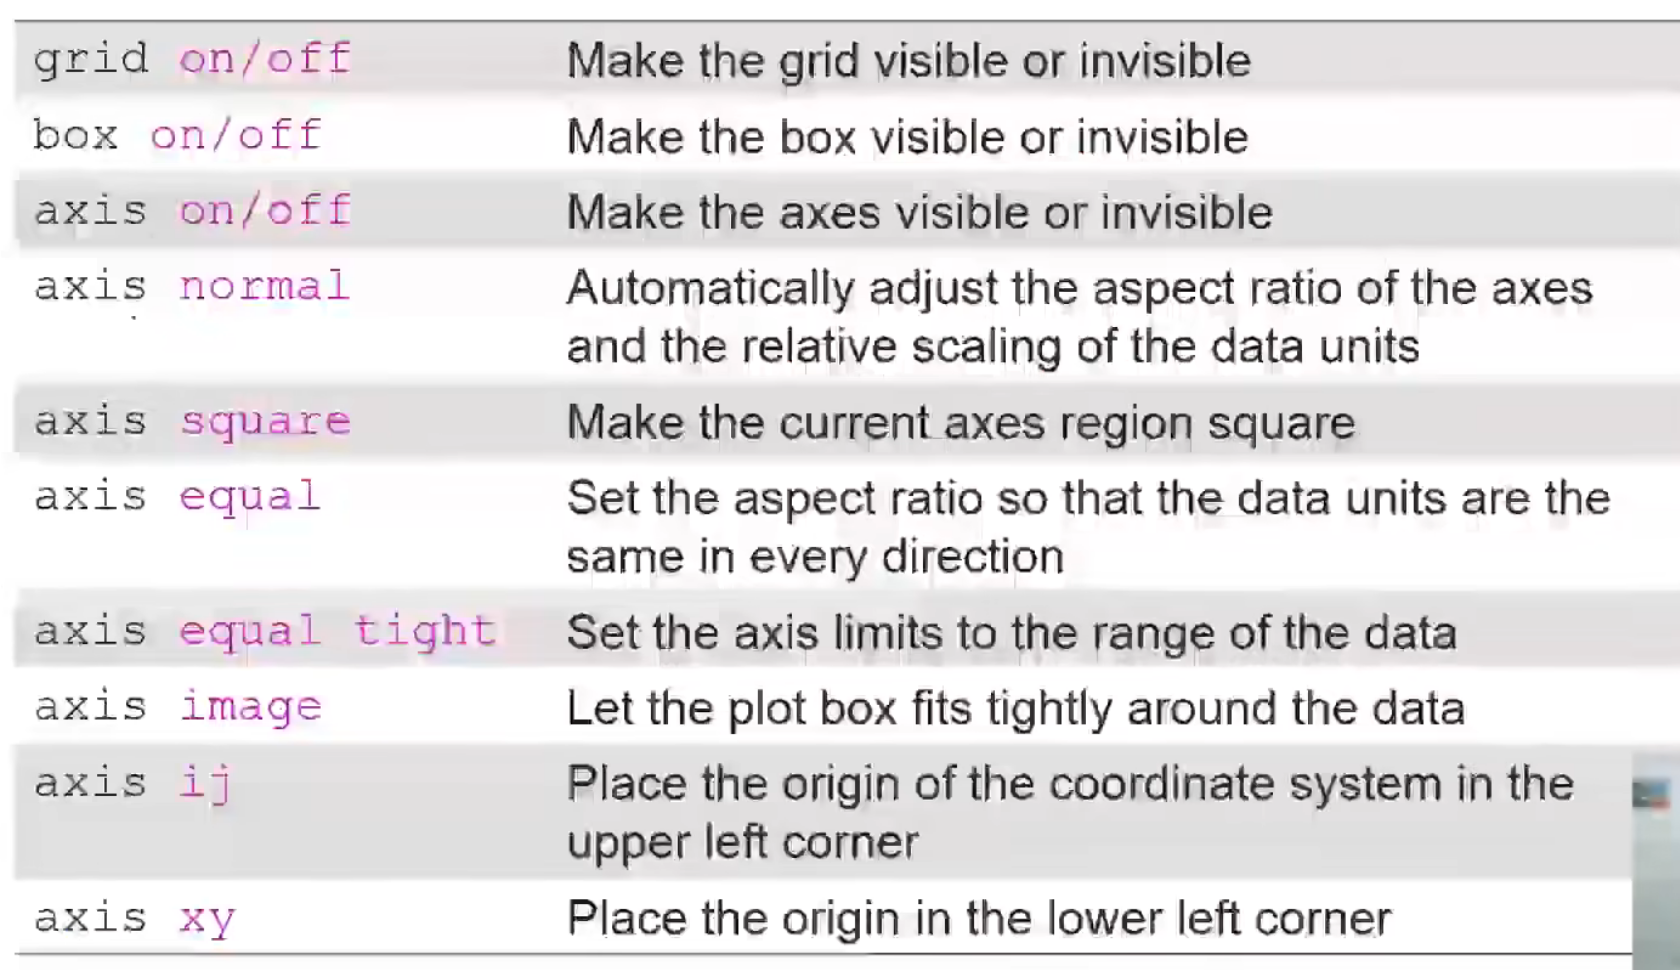 grid on/off Make the grid visible or invisible
box on/off Make the box visible or invisible
axis on/off Make the axes visible or invisible
axis normal Automatically adjust the aspect ratio of the axes
and the relative scaling of the data units
axis square Make the current axes region square
axis equal Set the aspect ratio so that the data units are the
same in every direction
axis equal tight Set the axis limits to the range of the data
axis image Let the plot box fits tightly around the data
axis ij Place the origin of the coordinate system in the
upper left corner
axis xy Place the origin in the lower left corner